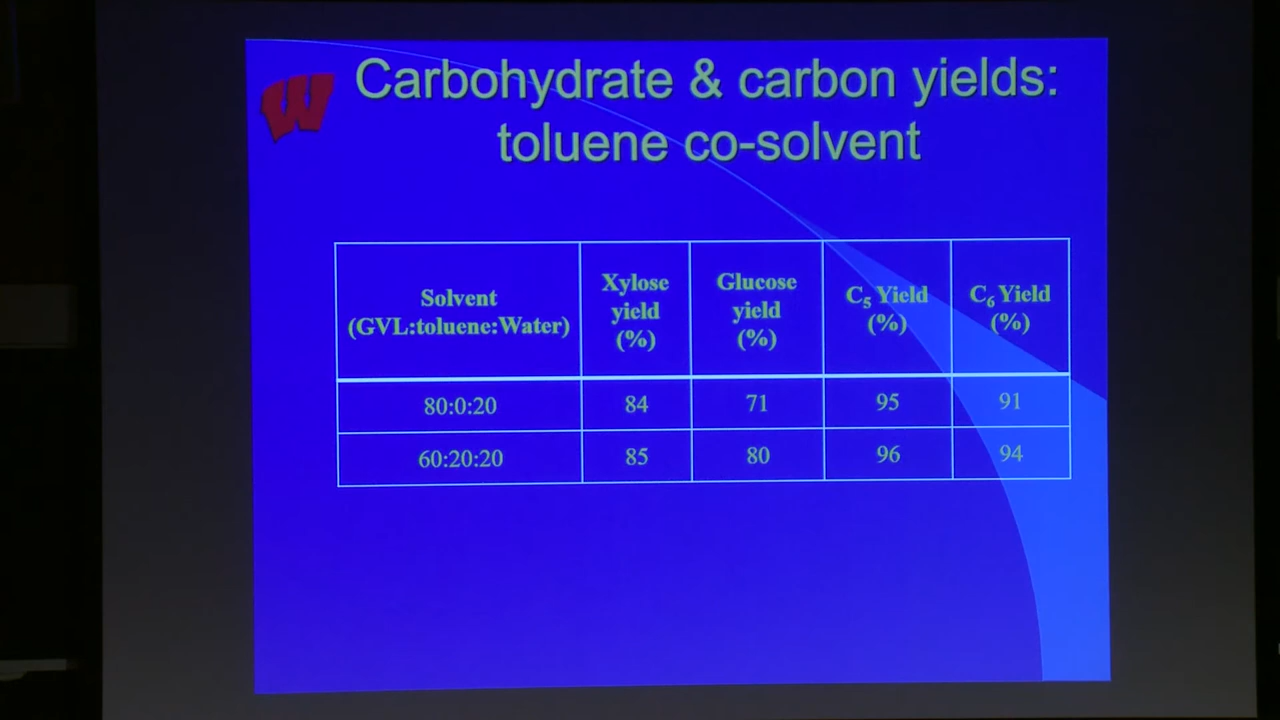 W
Carbohydrate & carbon yields:
toluene co-solvent
Solvent
(GVL:toluene:Water)
Xylose
yield
(%)
Glucose
yield
(%)
C₅ Yield
(%)
C₆ Yield
(%)
80:0:20 84 71 95 91
60:20:20 85 80 96 94